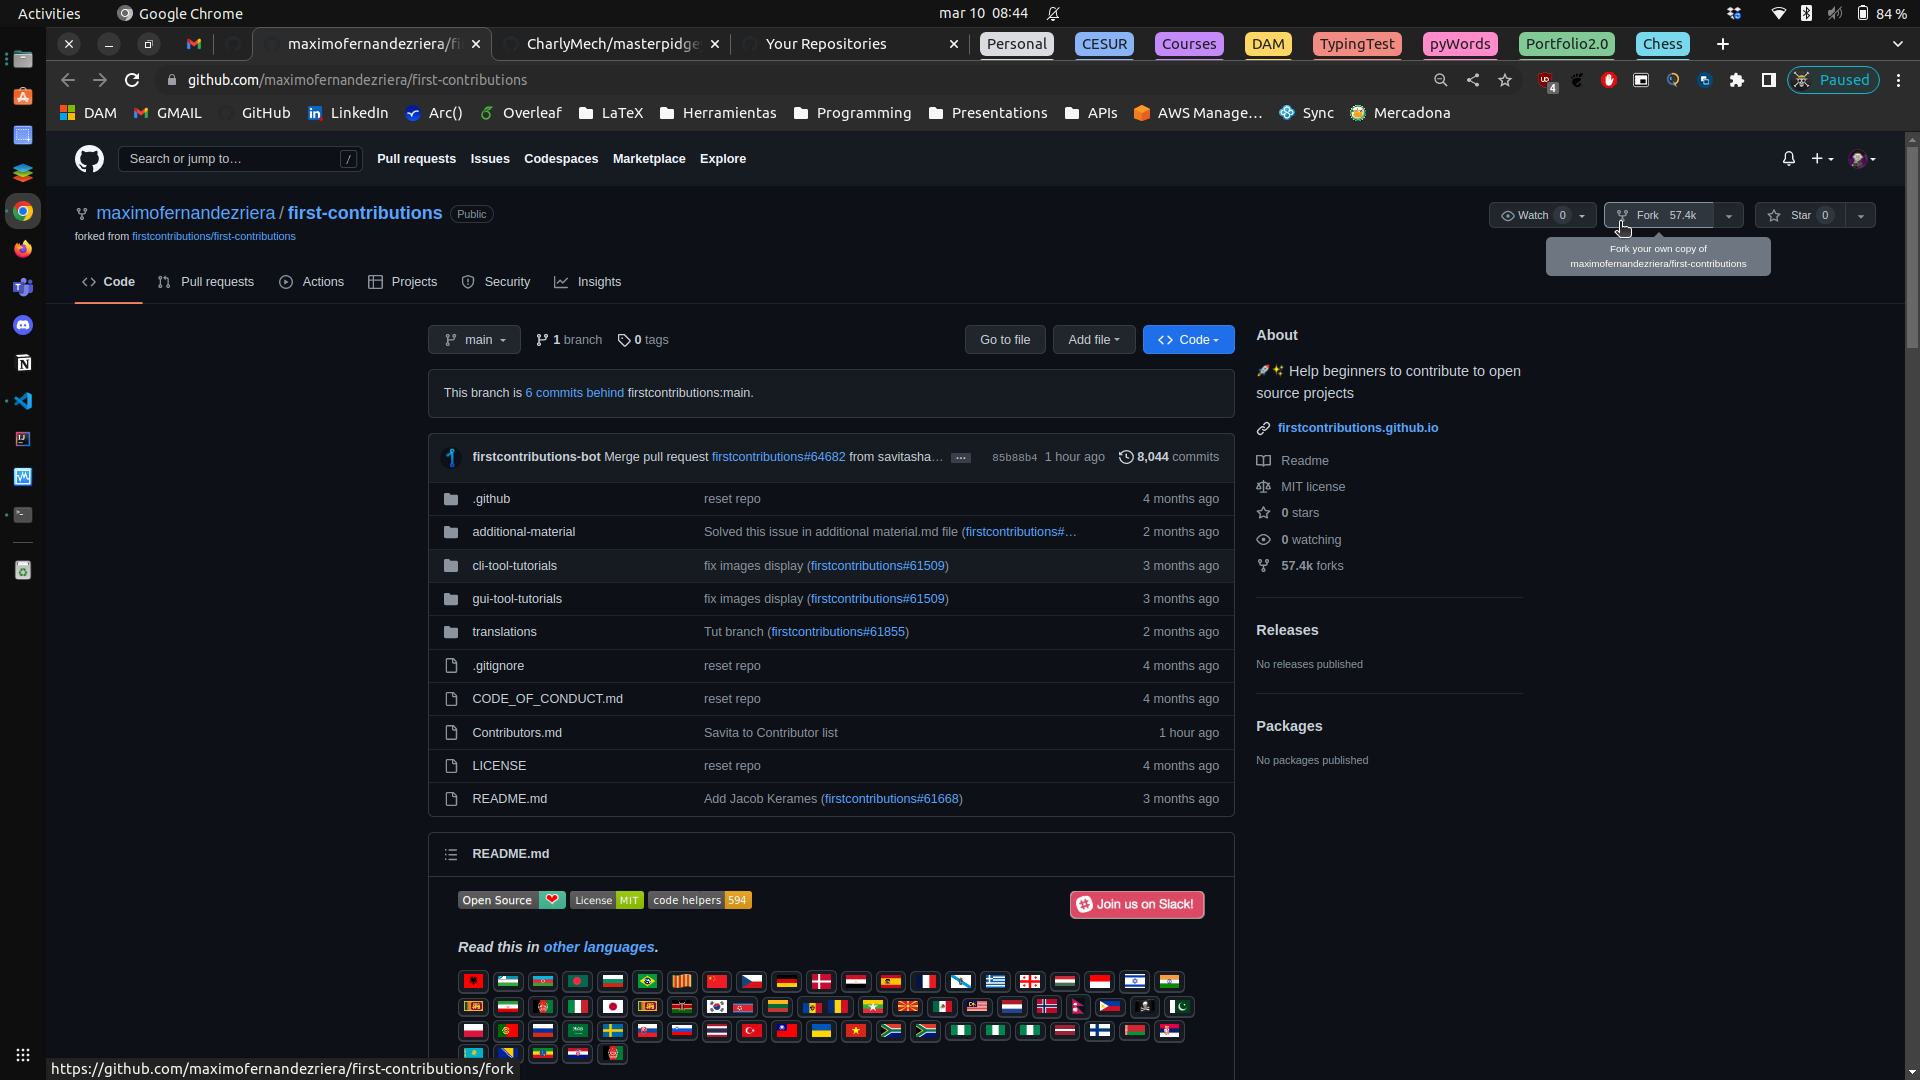 Activities
Google Chrome
mar 10 08:44
84 %
maximofernandezriera/fi
CharlyMech/masterpidge
Your Repositories
Personal
CESUR
Courses
DAM
TypingTest
pyWords
Portfolio2.0
Chess
github.com/maximofernandezriera/first-contributions
4
Paused
DAM
GMAIL
GitHub
LinkedIn
Arc()
Overleaf
LaTeX
Herramientas
Programming
Presentations
APIs
AWS Manage...
Sync
Mercadona
Search or jump to…
/
Pull requests
Issues
Codespaces
Marketplace
Explore
maximofernandezriera / first-contributions
Public
forked from firstcontributions/first-contributions
Watch 0
Fork 57.4k
Star 0
Fork your own copy of
maximofernandezriera/first-contributions
Code
Pull requests
Actions
Projects
Security
Insights
main
1 branch
0 tags
Go to file
Add file
Code
This branch is 6 commits behind firstcontributions:main.
firstcontributions-bot Merge pull request firstcontributions#64682 from savitasha… ...
85b88b4 1 hour ago
8,044 commits
.github reset repo 4 months ago
additional-material Solved this issue in additional material.md file (firstcontributions#… 2 months ago
cli-tool-tutorials fix images display (firstcontributions#61509) 3 months ago
gui-tool-tutorials fix images display (firstcontributions#61509) 3 months ago
translations Tut branch (firstcontributions#61855) 2 months ago
.gitignore reset repo 4 months ago
CODE_OF_CONDUCT.md reset repo 4 months ago
Contributors.md Savita to Contributor list 1 hour ago
LICENSE reset repo 4 months ago
README.md Add Jacob Kerames (firstcontributions#61668) 3 months ago
About
Help beginners to contribute to open
source projects
firstcontributions.github.io
Readme
MIT license
0 stars
0 watching
57.4k forks
Releases
No releases published
Packages
No packages published
README.md
Open Source
License MIT
code helpers 594
Join us on Slack!
Read this in other languages.
https://github.com/maximofernandezriera/first-contributions/fork